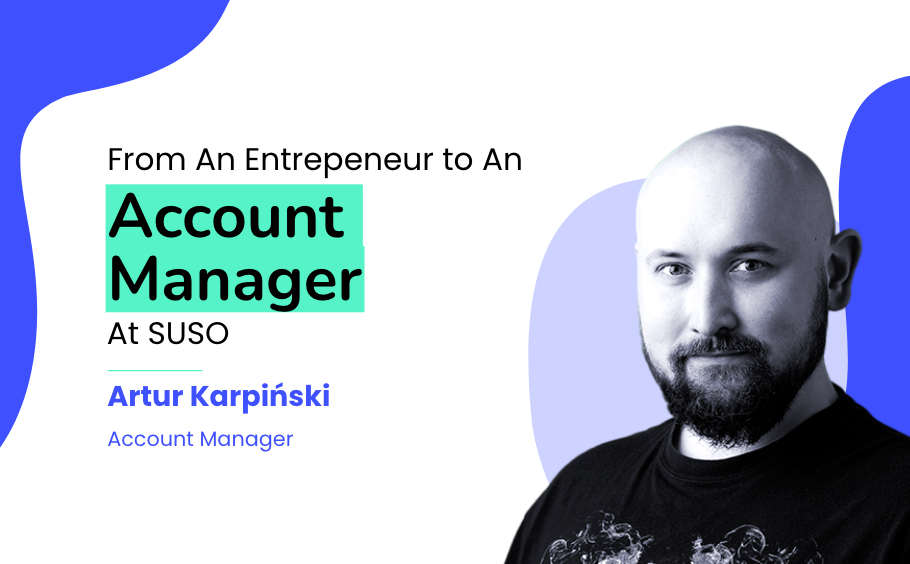 From An Entrepeneur to An
Account
Manager
At SUSO
Artur Karpiński
Account Manager